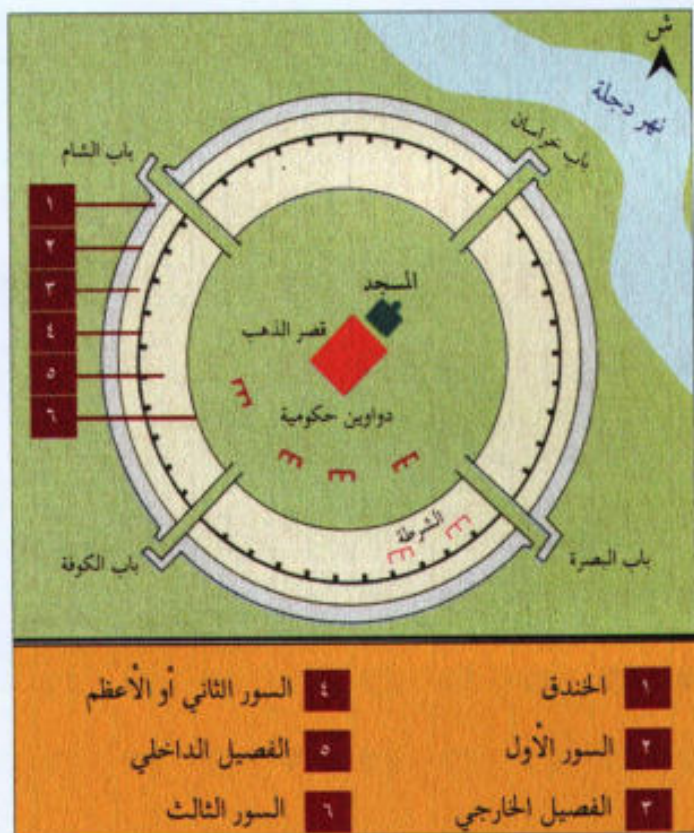 ش
نهر دجلة
باب خراسان
باب الشام
١
٢
٣
٤
٥
٦
المسجد
قصر الذهب
دواوين حكومية
الشرطة
باب البصرة
باب الكوفة
١ الخندق
٢ السور الأول
٣ الفصيل الخارجي
٤ السور الثاني أو الأعظم
٥ الفصيل الداخلي
٦ السور الثالث